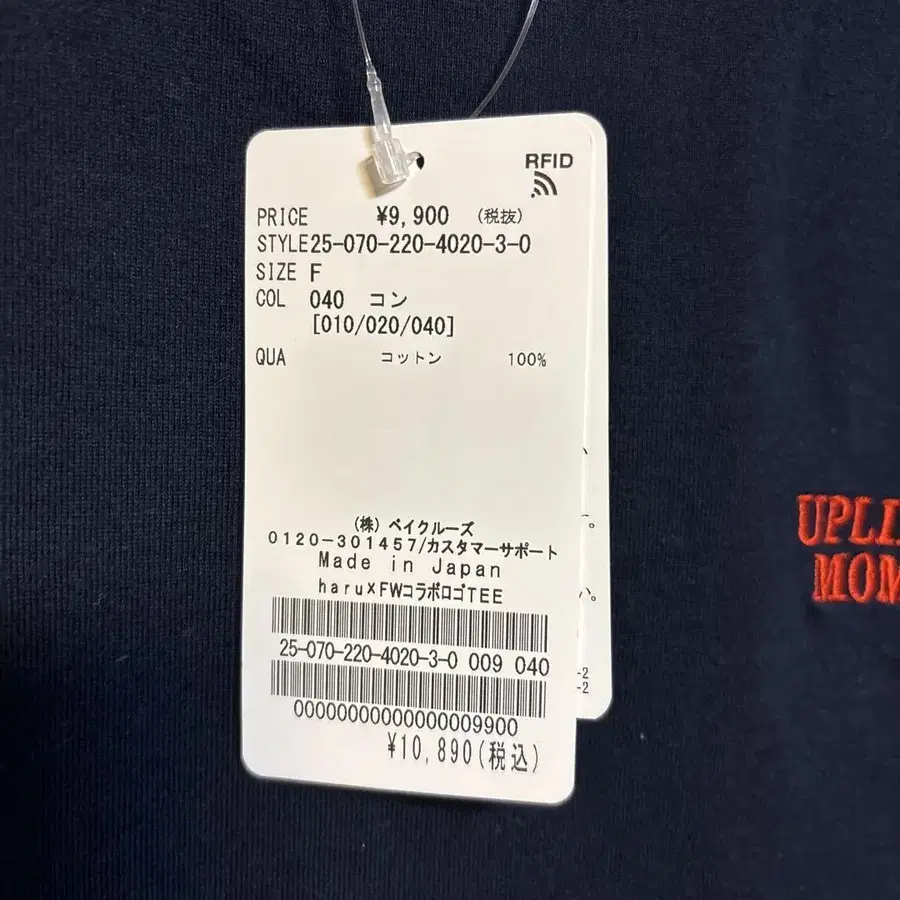 RFID
PRICE ¥9,900 (税抜)
STYLE25-070-220-4020-3-0
SIZE F
COL 040 コン
[010/020/040]
QUA コットン 100%
(株) ベイクルーズ
0120-301457/カスタマーサポート
Made in Japan
haru×FWコラボロゴTEE
25-070-220-4020-3-0 009 040
00000000000000009900
¥10,890(税込)
-2
-2